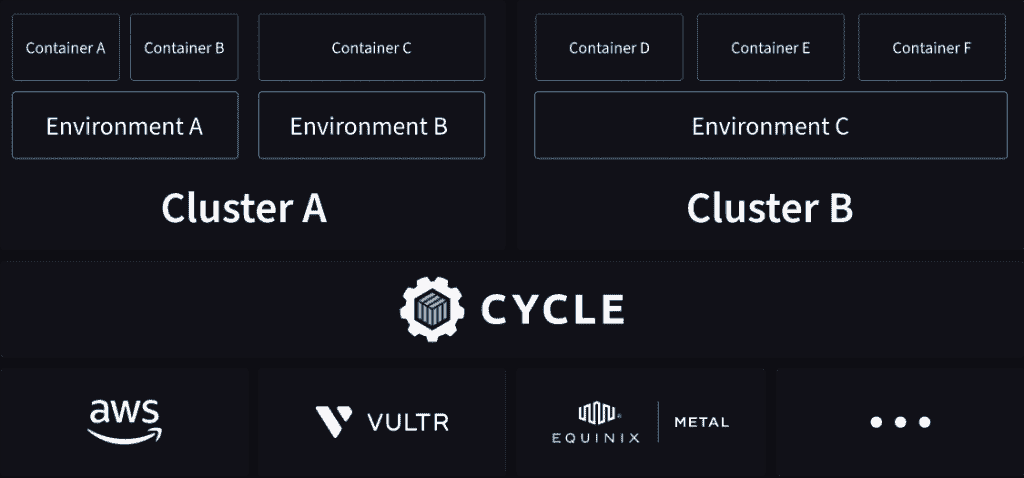 Container A
Container B
Container C
Container D
Container E
Container F
Environment A
Environment B
Environment C
Cluster A
Cluster B
CYCLE
aws
VULTR
EQUINIX
METAL